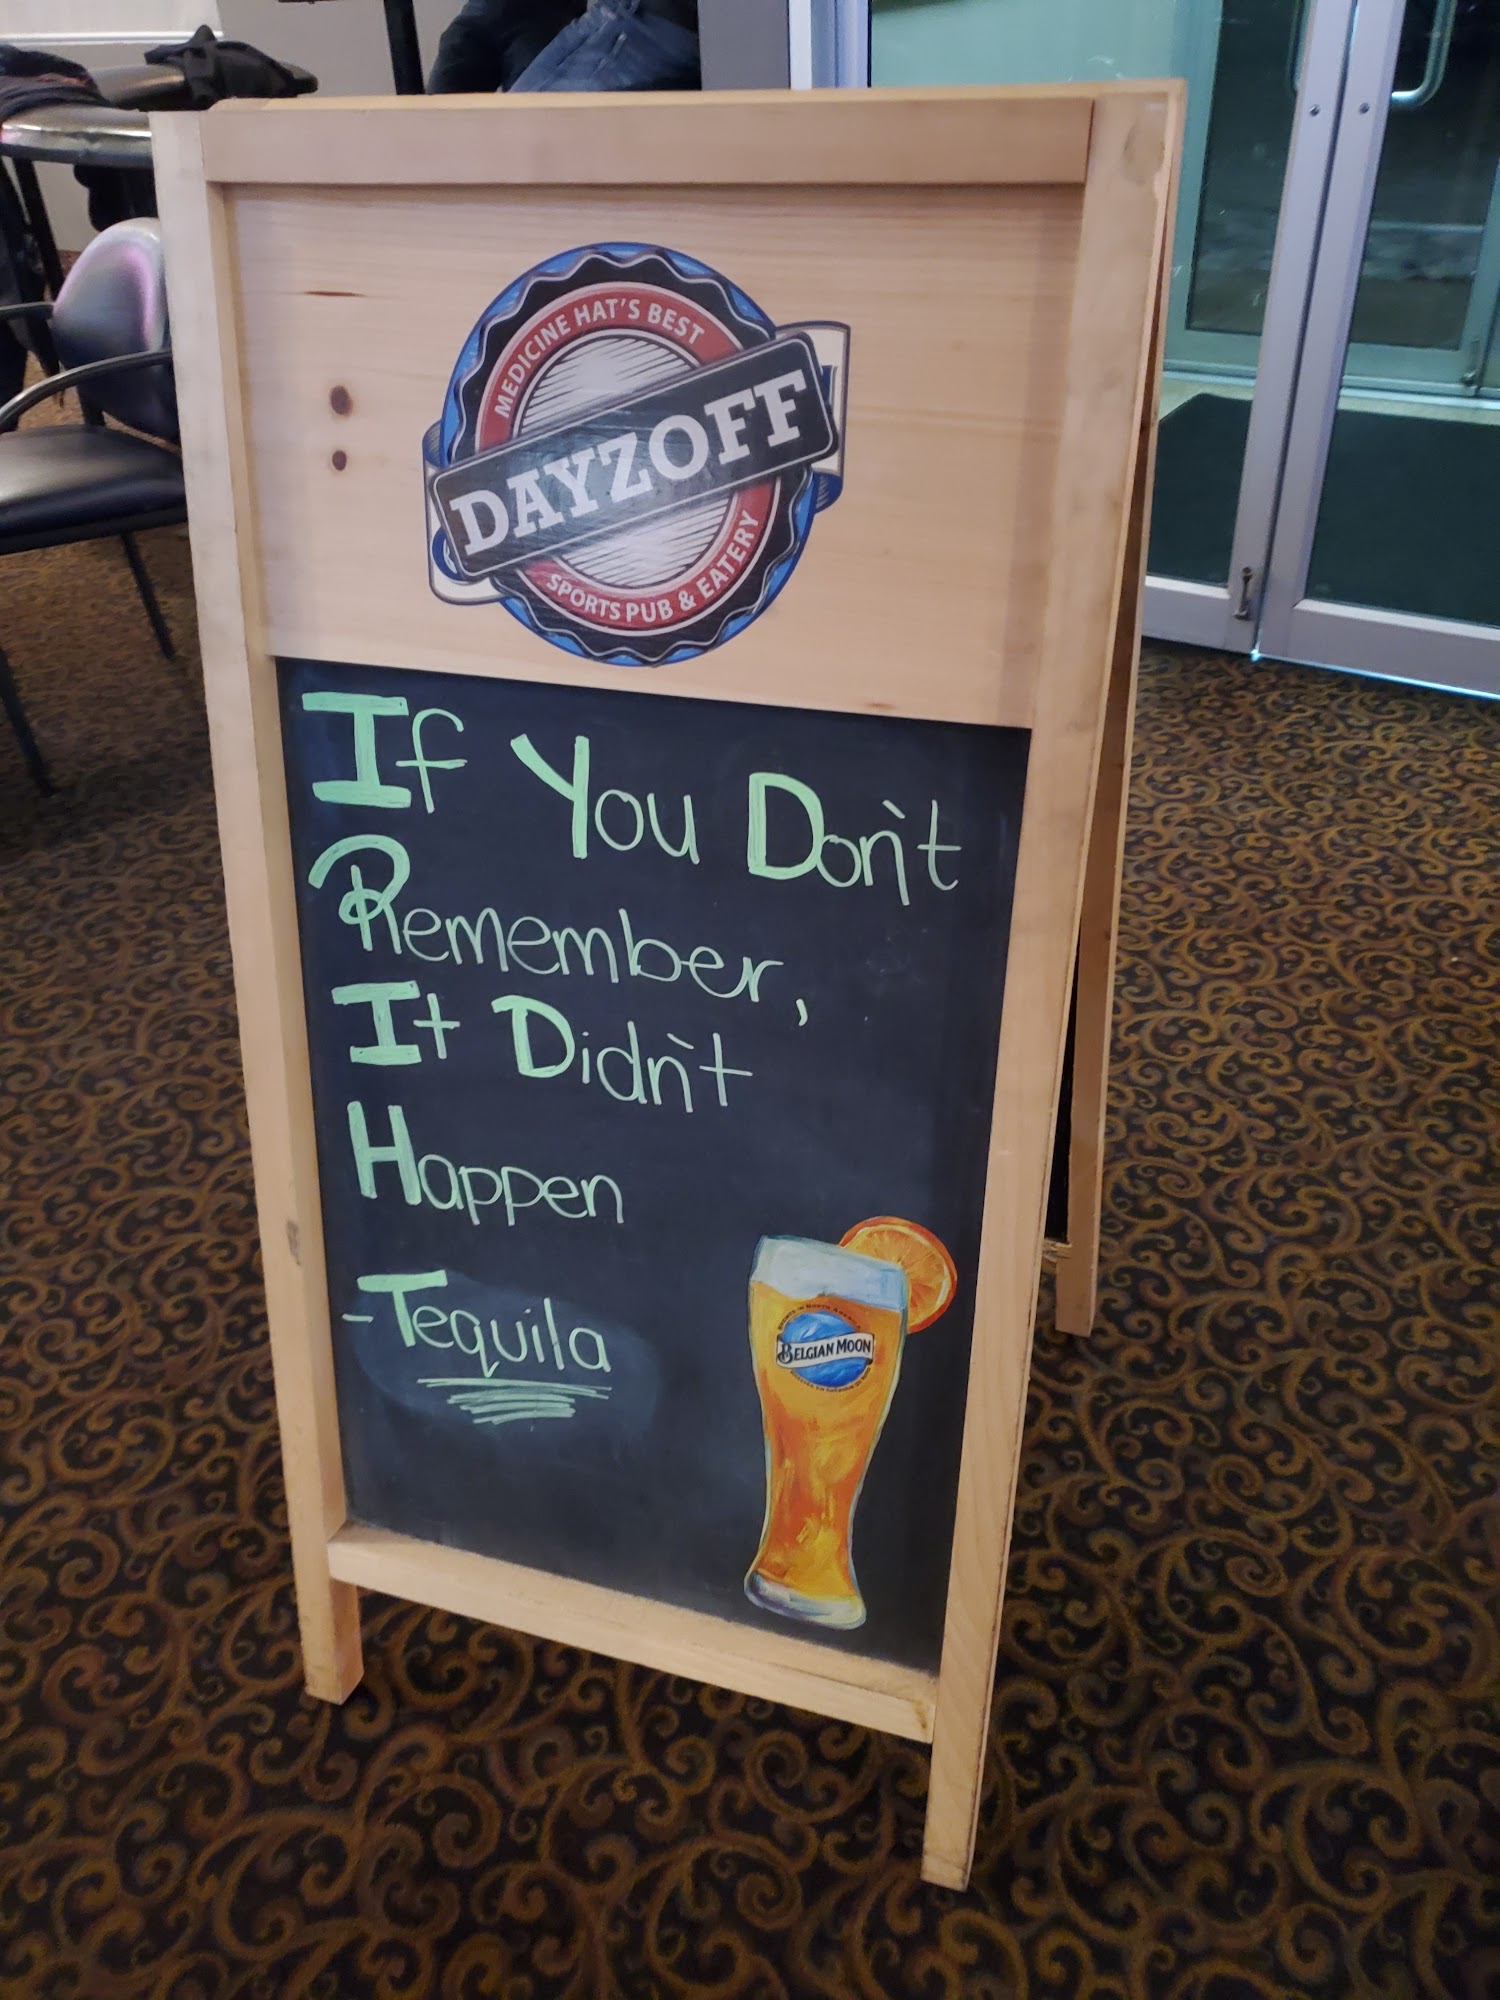 MEDICINE HAT'S BEST
DAYZOFF
SPORTS PUB & EATERY
If You Don't
Remember,
It Didn't
Happen
-Tequila
BELGIAN MOON